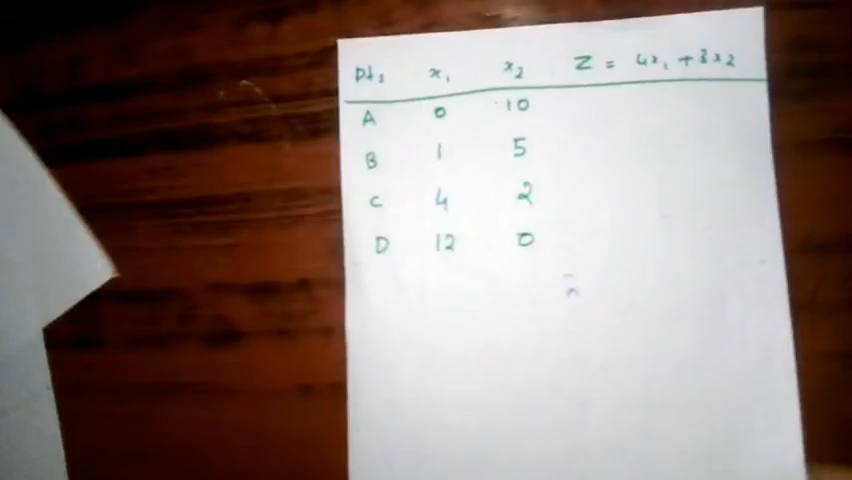 Pts x₁ x₂ Z = 4x₁ + 3x₂
A 0 10
B 1 5
C 4 2
D 12 0